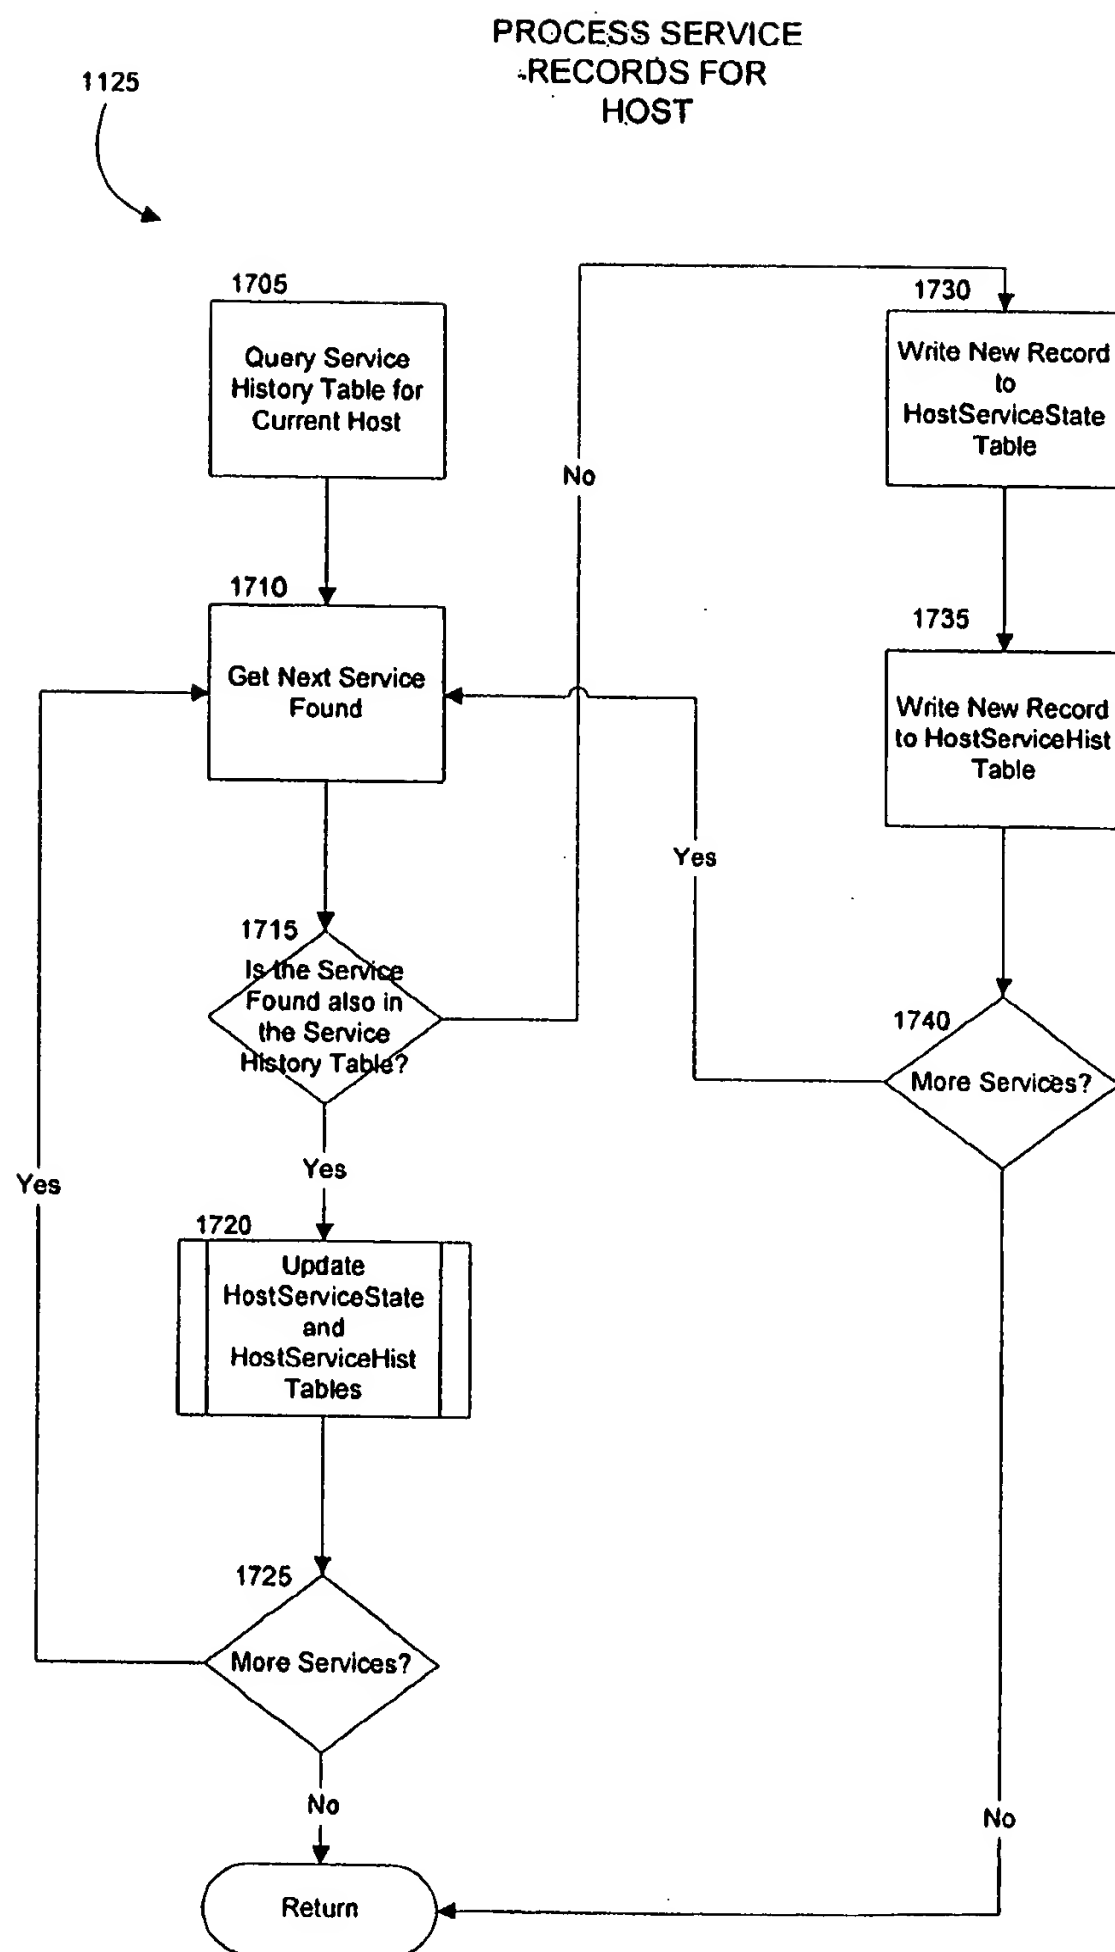 PROCESS SERVICE
RECORDS FOR
HOST
1125
1705
Query Service
History Table for
Current Host
1710
Get Next Service
Found
1715
Is the Service
Found also in
the Service
History Table?
No
Yes
1720
Update
HostServiceState
and
HostServiceHist
Tables
1725
More Services?
Yes
No
Return
1730
Write New Record
to
HostServiceState
Table
1735
Write New Record
to HostServiceHist
Table
1740
More Services?
Yes
No